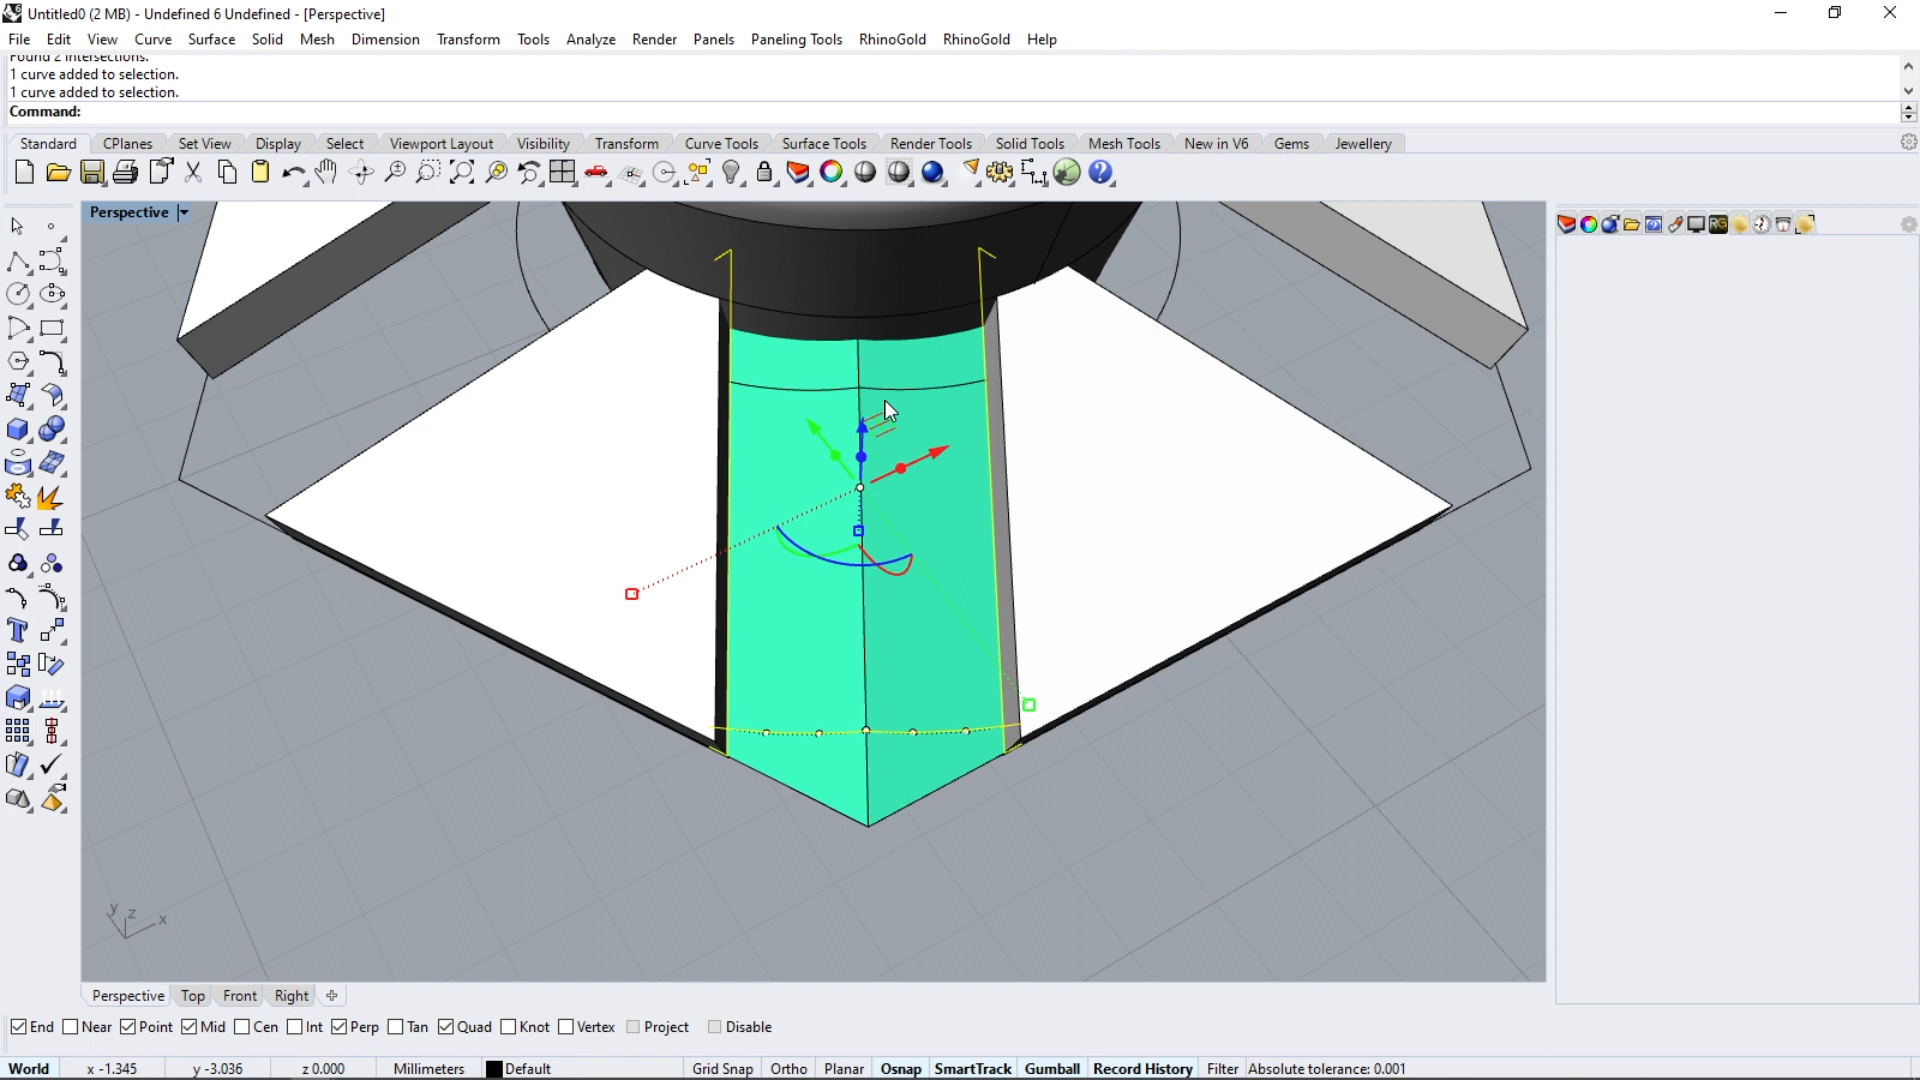 Untitled0 (2 MB) - Undefined 6 Undefined - [Perspective]
File Edit View Curve Surface Solid Mesh Dimension Transform Tools Analyze Render Panels Paneling Tools RhinoGold RhinoGold Help
Found 2 intersections.
1 curve added to selection.
1 curve added to selection.
Command:
Standard CPlanes Set View Display Select Viewport Layout Visibility Transform Curve Tools Surface Tools Render Tools Solid Tools Mesh Tools New in V6 Gems Jewellery
Perspective
y z x
Perspective Top Front Right
End Near Point Mid Cen Int Perp Tan Quad Knot Vertex Project Disable
World x -1.345 y -3.036 z 0.000 Millimeters Default Grid Snap Ortho Planar Osnap SmartTrack Gumball Record History Filter Absolute tolerance: 0.001